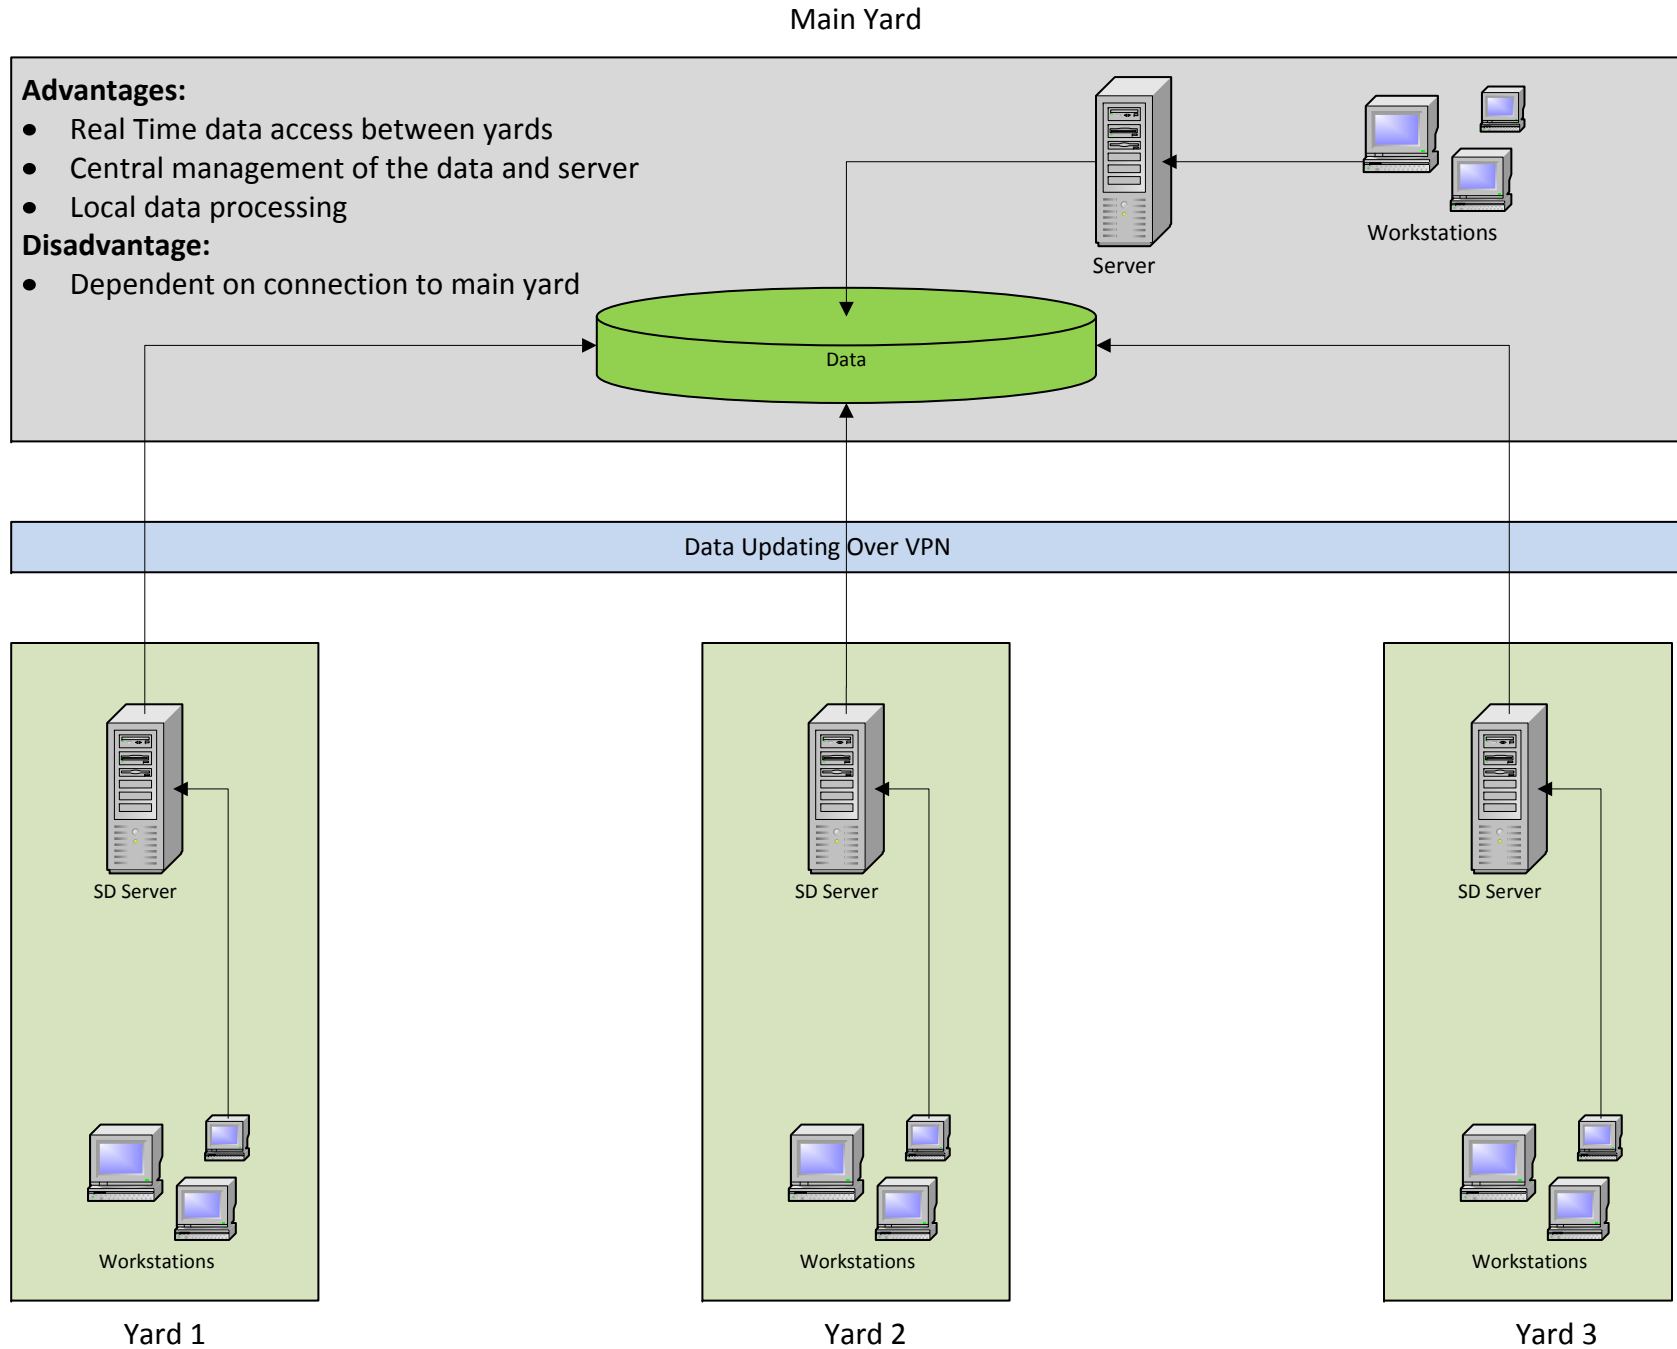 Main Yard
Advantages:
• Real Time data access between yards
• Central management of the data and server
• Local data processing
Disadvantage:
• Dependent on connection to main yard
Server
Workstations
Data
Data Updating Over VPN
SD Server
SD Server
SD Server
Workstations
Workstations
Workstations
Yard 1
Yard 2
Yard 3